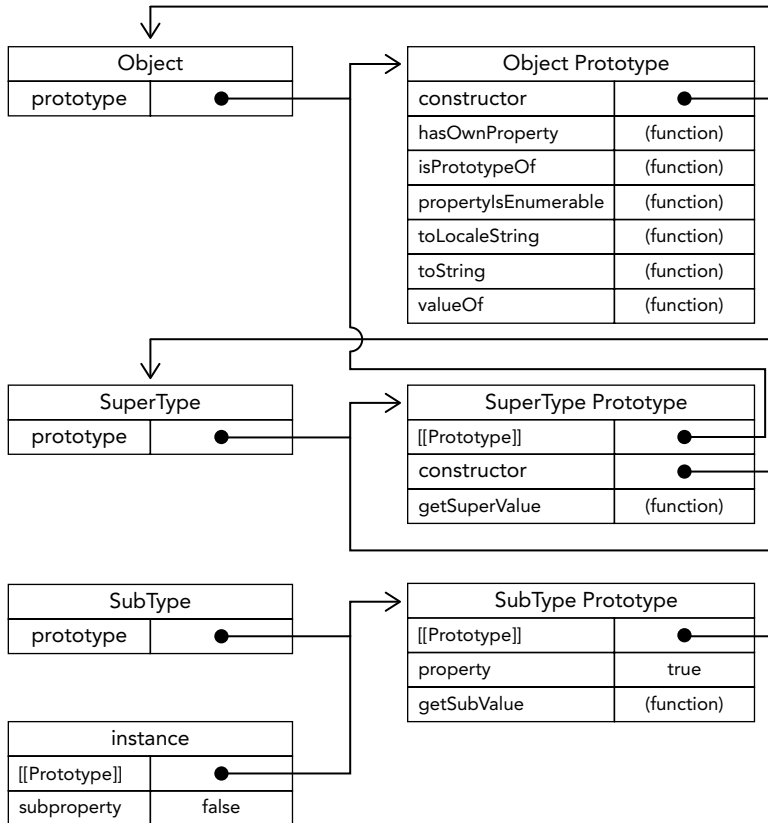 Object
prototype
Object Prototype
constructor
hasOwnProperty (function)
isPrototypeOf (function)
propertyIsEnumerable (function)
toLocaleString (function)
toString (function)
valueOf (function)
SuperType
prototype
SuperType Prototype
[[Prototype]]
constructor
getSuperValue (function)
SubType
prototype
SubType Prototype
[[Prototype]]
property true
getSubValue (function)
instance
[[Prototype]]
subproperty false